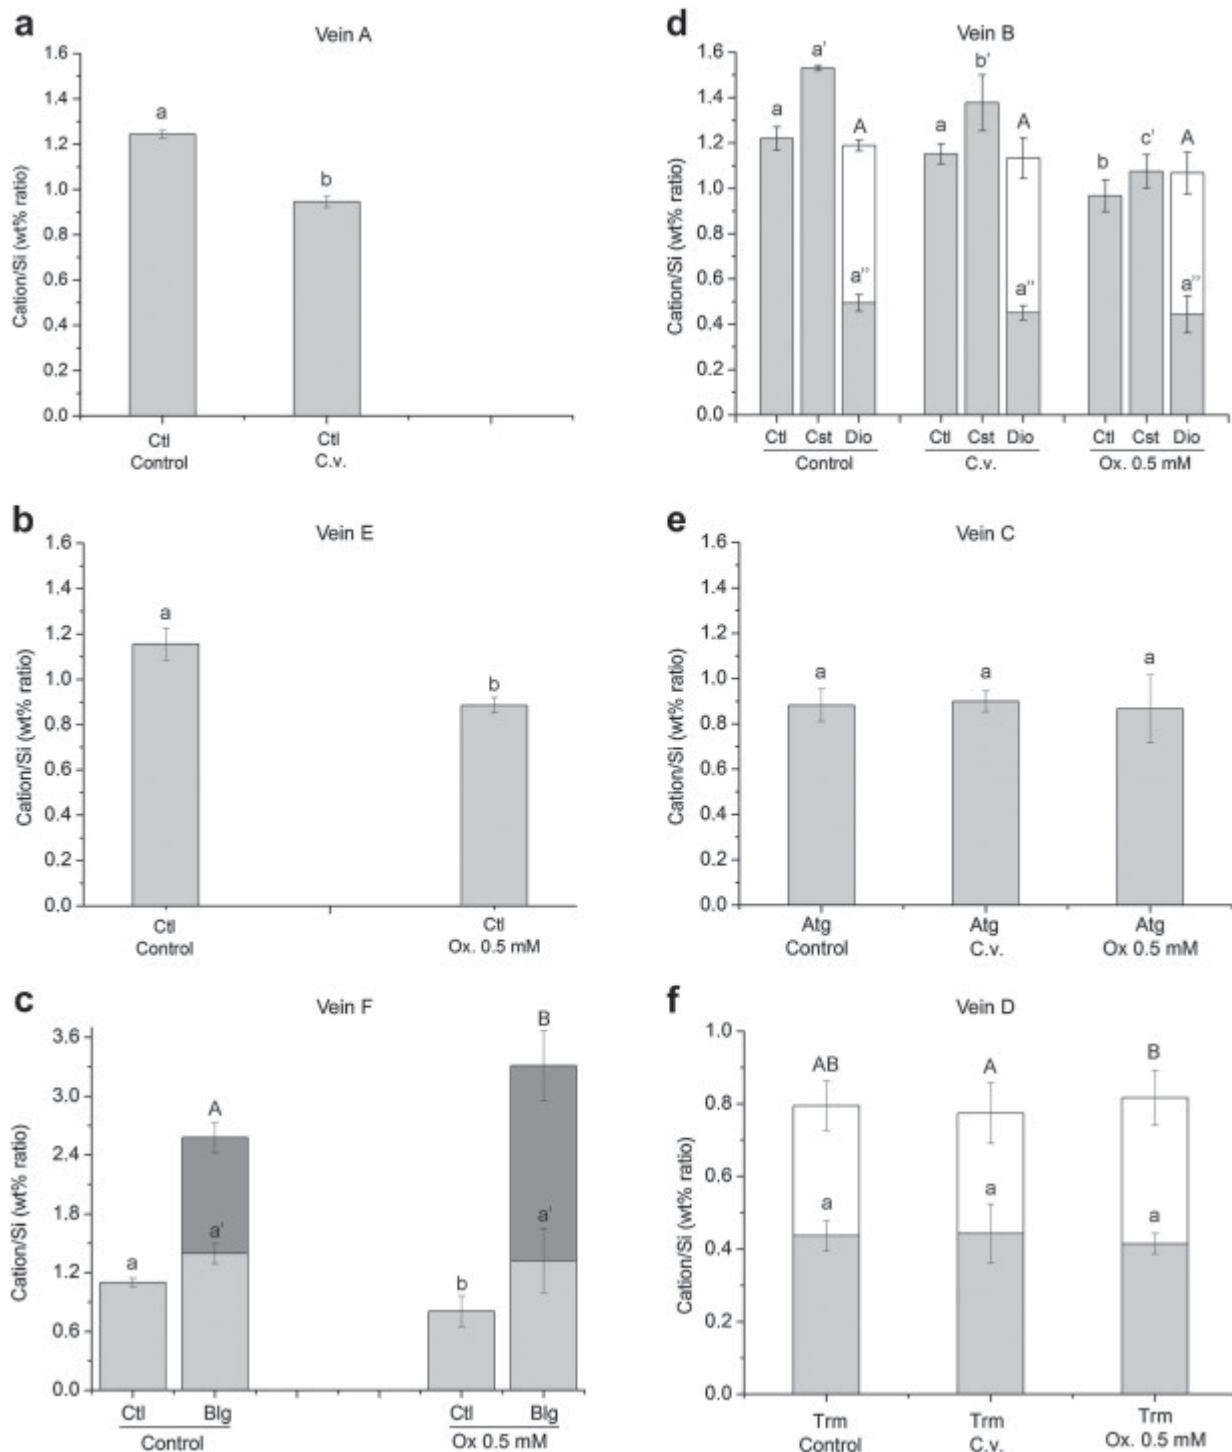 a
Vein A
Cation/Si (wt% ratio)
1.6
1.4
1.2
1.0
0.8
0.6
0.4
0.2
0.0
a
b
Ctl
Control
Ctl
C.v.
d
Vein B
Cation/Si (wt% ratio)
1.6
1.4
1.2
1.0
0.8
0.6
0.4
0.2
0.0
a a' A
a''
a b' A
a''
b c' A
a''
Ctl Cst Dio Ctl Cst Dio Ctl Cst Dio
Control C.v. Ox. 0.5 mM
b
Vein E
Cation/Si (wt% ratio)
1.6
1.4
1.2
1.0
0.8
0.6
0.4
0.2
0.0
a
b
Ctl
Control
Ctl
Ox. 0.5 mM
e
Vein C
Cation/Si (wt% ratio)
1.6
1.4
1.2
1.0
0.8
0.6
0.4
0.2
0.0
a a a
Atg Atg Atg
Control C.v. Ox 0.5 mM
c
Vein F
Cation/Si (wt% ratio)
3.6
3.0
2.4
1.8
1.2
0.6
0.0
a
A
a'
b
B
a'
Ctl Blg Ctl Blg
Control Ox 0.5 mM
f
Vein D
Cation/Si (wt% ratio)
1.0
0.8
0.6
0.4
0.2
0.0
AB A B
a a a
Trm Trm Trm
Control C.v. Ox. 0.5 mM